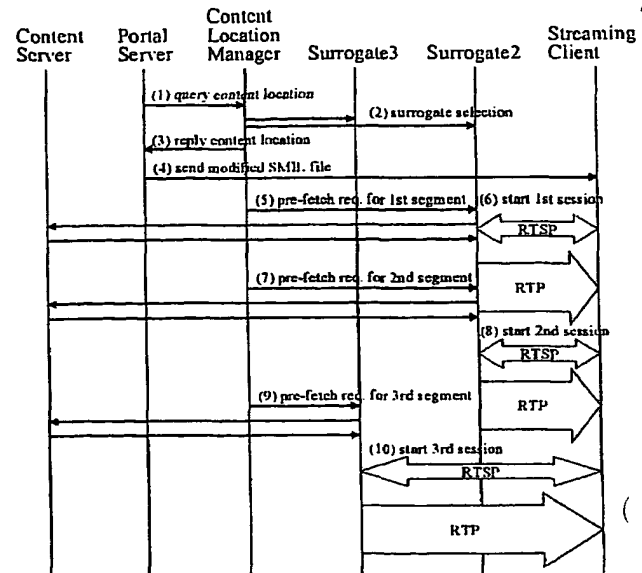 Content Server
Portal Server
Content Location Manager
Surrogate3
Surrogate2
Streaming Client
(1) query content location
(2) surrogate selection
(3) reply content location
(4) send modified SMIL file
(5) pre-fetch req. for 1st segment
(6) start 1st session
RTSP
(7) pre-fetch req. for 2nd segment
RTP
(8) start 2nd session
RTSP
(9) pre-fetch req. for 3rd segment
RTP
(10) start 3rd session
RTSP
RTP
(